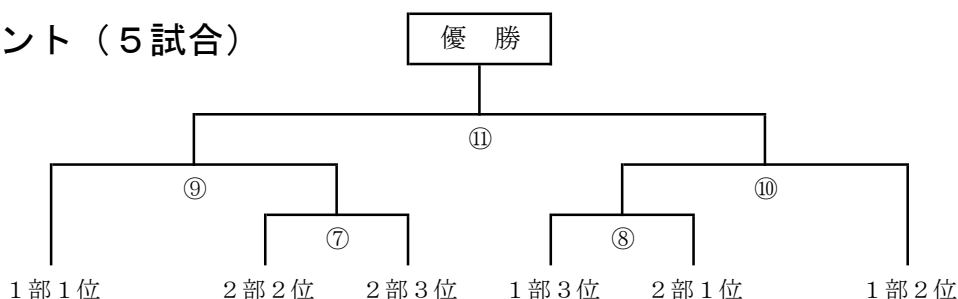 ント（５試合）
優　勝
⑪
⑨
⑩
⑦
⑧
１部１位
２部２位
２部３位
１部３位
２部１位
１部２位